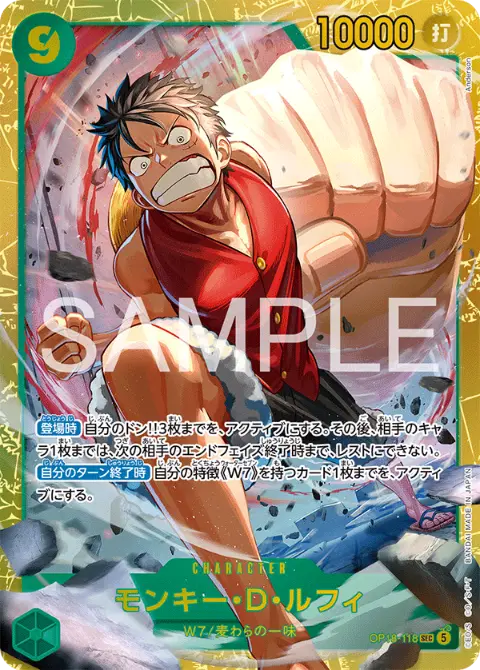 9
10000 打
Anderson
SAMPLE
登場時 自分のドン!!3枚までを、アクティブにする。その後、相手のキャ
ラ1枚までは、次の相手のエンドフェイズ終了時まで、レストにできない。
自分のターン終了時 自分の特徴《W7》を持つカード1枚までを、アクティ
ブにする。
CHARACTER
モンキー・D・ルフィ
W7/麦わらの一味
SEC 5
BANDAI MADE IN JAPAN